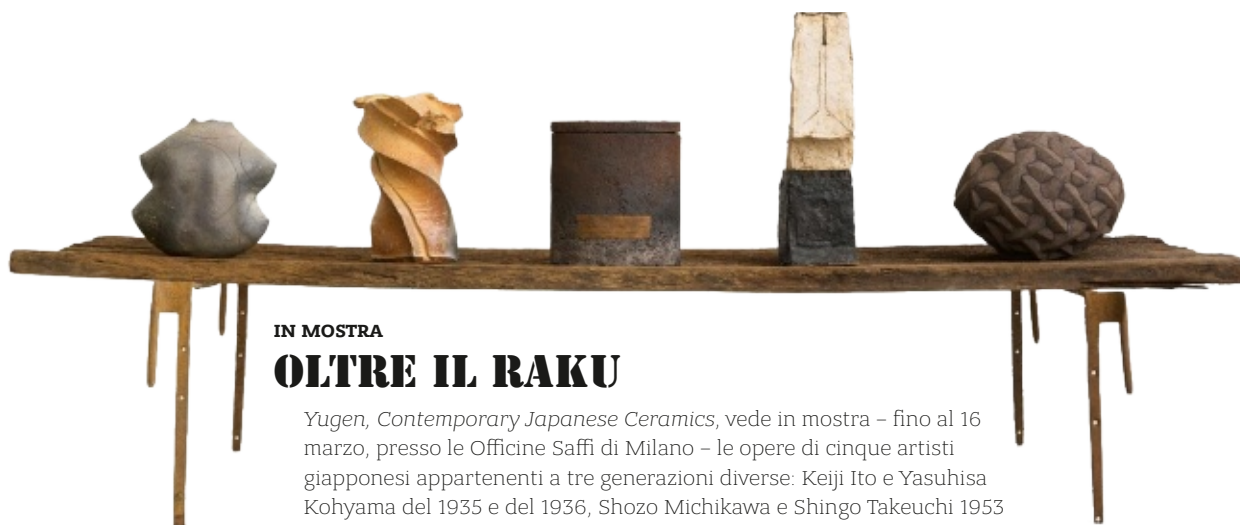 IN MOSTRA
OLTRE IL RAKU
Yugen, Contemporary Japanese Ceramics, vede in mostra – fino al 16
marzo, presso le Officine Saffi di Milano – le opere di cinque artisti
giapponesi appartenenti a tre generazioni diverse: Keiji Ito e Yasuhisa
Kohyama del 1935 e del 1936, Shozo Michikawa e Shingo Takeuchi 1953